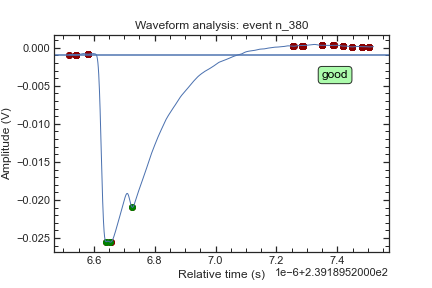 Waveform analysis: event n_380
0.000
−0.005
−0.010
−0.015
−0.020
−0.025
Amplitude (V)
good
6.6
6.8
7.0
7.2
7.4
Relative time (s)
1e-6+2.3918952000e2